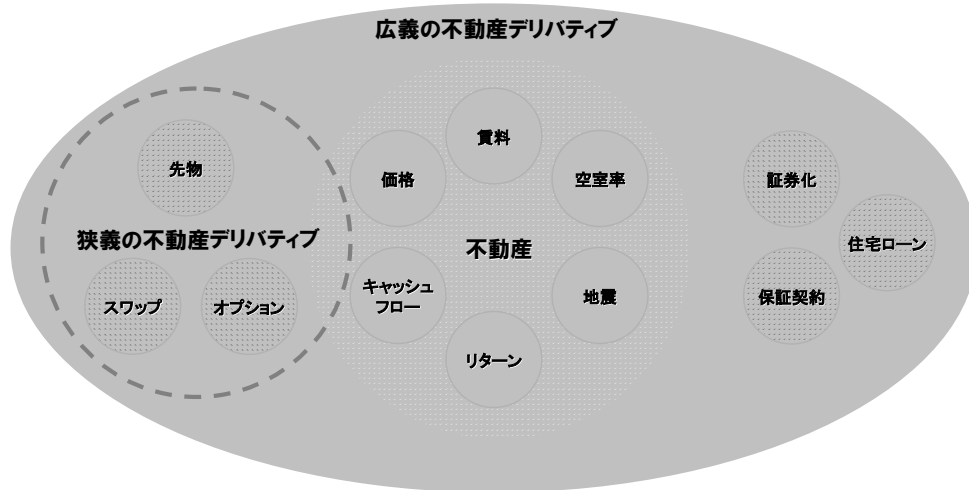 広義の不動産デリバティブ
賃料
先物
価格
空室率
証券化
狭義の不動産デリバティブ
不動産
住宅ローン
キャッシュ
フロー
地震
保証契約
スワップ
オプション
リターン